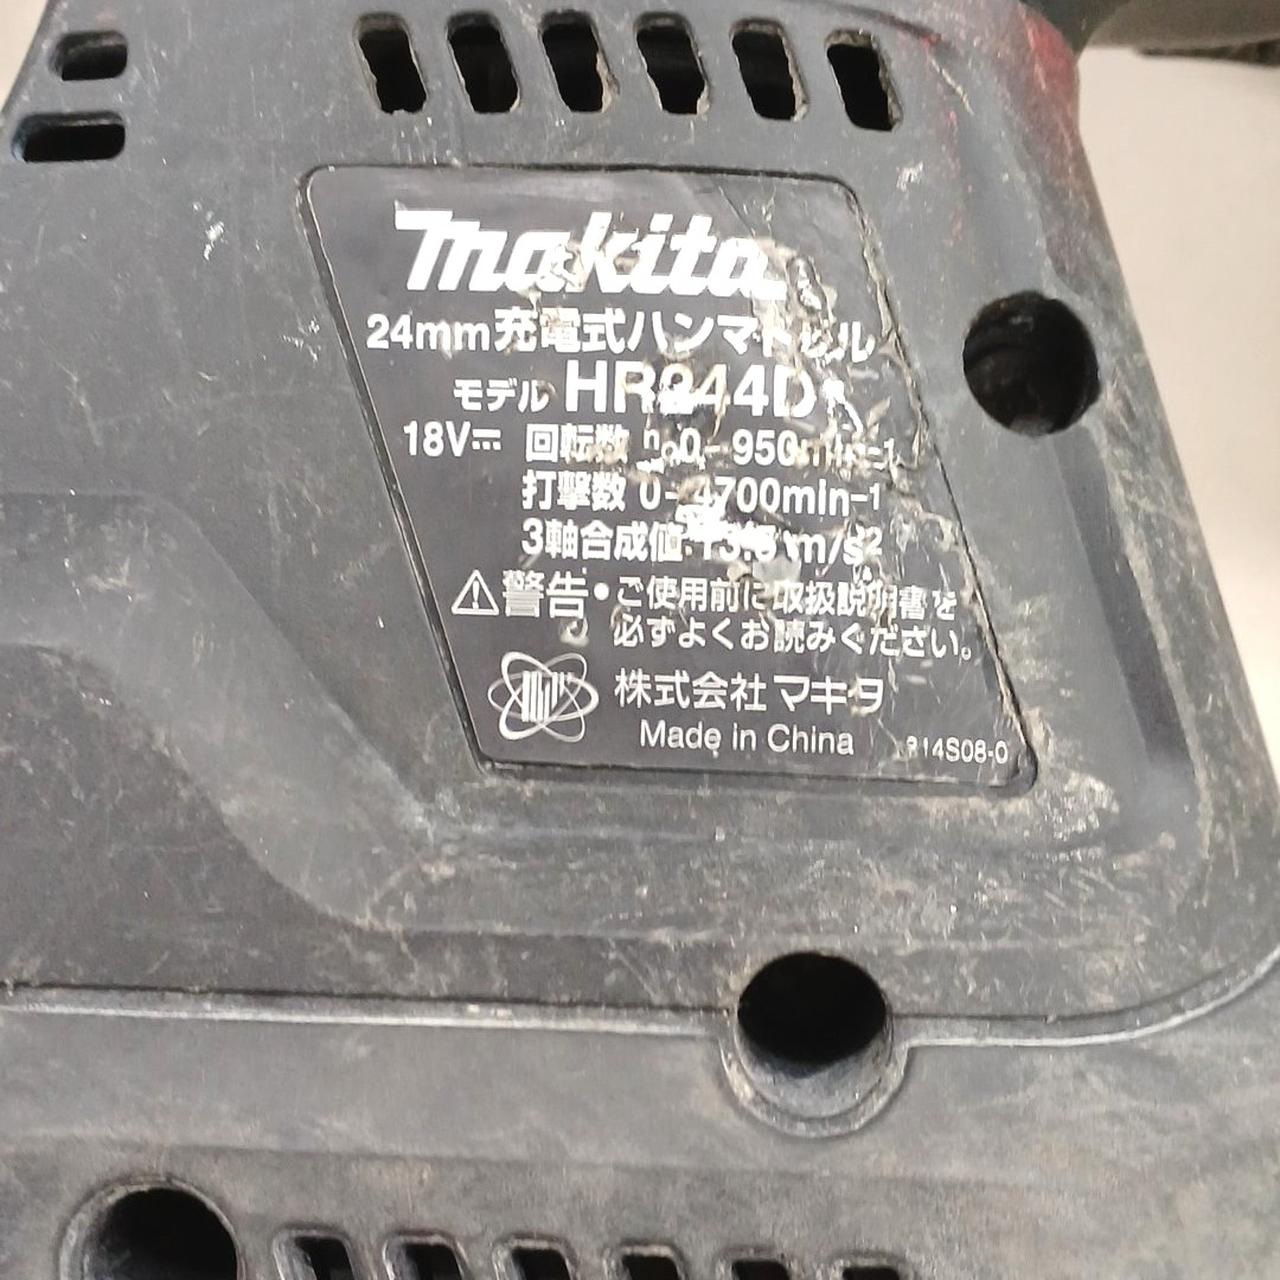 makita
24mm充電式ハンマドリル
モデル HR244D
18V⎓ 回転数 n₀0-950min-1
打撃数 0-4700min-1
3軸合成値: m/s2
⚠警告・ご使用前に取扱説明書を
必ずよくお読みください。
株式会社マキタ
Made in China 814S08-0